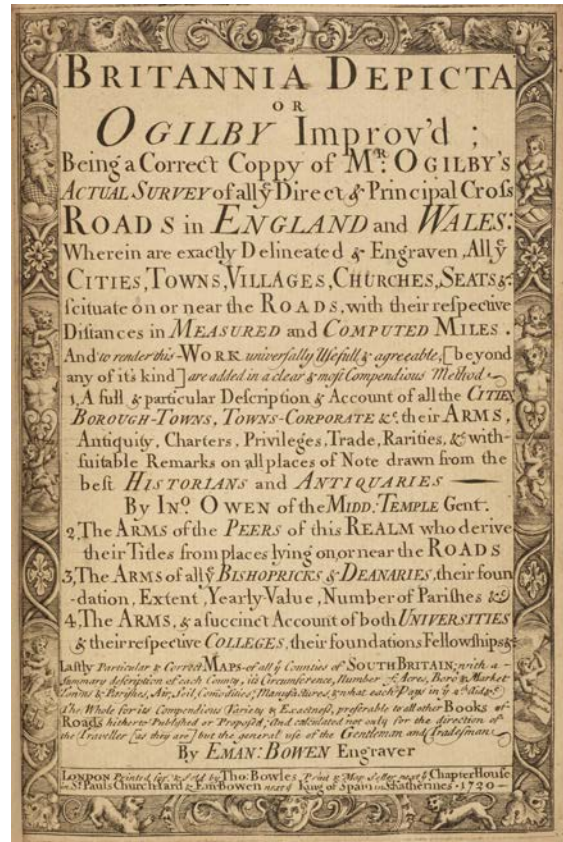 BRITANNIA DEPICTA
OR
OGILBY Improv'd;
Being a Correct Coppy of Mr. OGILBY'S
ACTUAL SURVEY of all yͤ Direct & Principal Croſs
ROADS in ENGLAND and WALES:
Wherein are exactly Delineated & Engraven, All yͤ
CITIES, TOWNS, VILLAGES, CHURCHES, SEATS &c.
ſcituate on or near the ROADS, with their reſpective
Diſtances in MEASURED and COMPUTED MILES.
And to render this WORK univerſally Uſefull & agreeable, [beyond
any of it's kind] are added in a clear & moſt Compendious Method
1, A full & particular Deſcription & Account of all the CITIES,
BOROUGH-TOWNS, TOWNS-CORPORATE &c. their ARMS,
Antiquity, Charters, Privileges, Trade, Rarities, &c. with
ſuitable Remarks on all places of Note drawn from the
beſt HISTORIANS and ANTIQUARIES
By Ino. OWEN of the MIDD: TEMPLE Gent.
2, The ARMS of the PEERS of this REALM who derive
their Titles from places lying on, or near the ROADS
3, The ARMS of all yͤ BISHOPRICKS & DEANARIES, their foun
-dation, Extent, Yearly Value, Number of Pariſhes &c.
4, The ARMS, & a ſuccinct Account of both UNIVERSITIES
& their reſpective COLLEGES, their foundations Fellowſhips &c.
Laſtly Particular & Correct MAPS of all yͤ Counties of SOUTH BRITAIN; with a
Summary deſcription of each County, its Circumference, Number of Acres, Boro' & Market
Towns & Pariſhes, Air, Soil, Comodities, Manufactures, & what each Pays in yͤ 2s. Aid &c.
The Whole for its Compendious Variety & Exactneſs, preferable to all other Books of
Roads hitherto Publiſhed or Propoſed; And calculated not only for the direction of
the Traveller [as they are] but the general uſe of the Gentleman and Tradeſman.
By EMAN: BOWEN Engraver
LONDON Printed for, & Sold by Tho: Bowles Print & Map Seller next yͤ Chapter Houſe
in St. Pauls Church Yard & Em: Bowen near yͤ King of Spain in St. Katherines. 1720